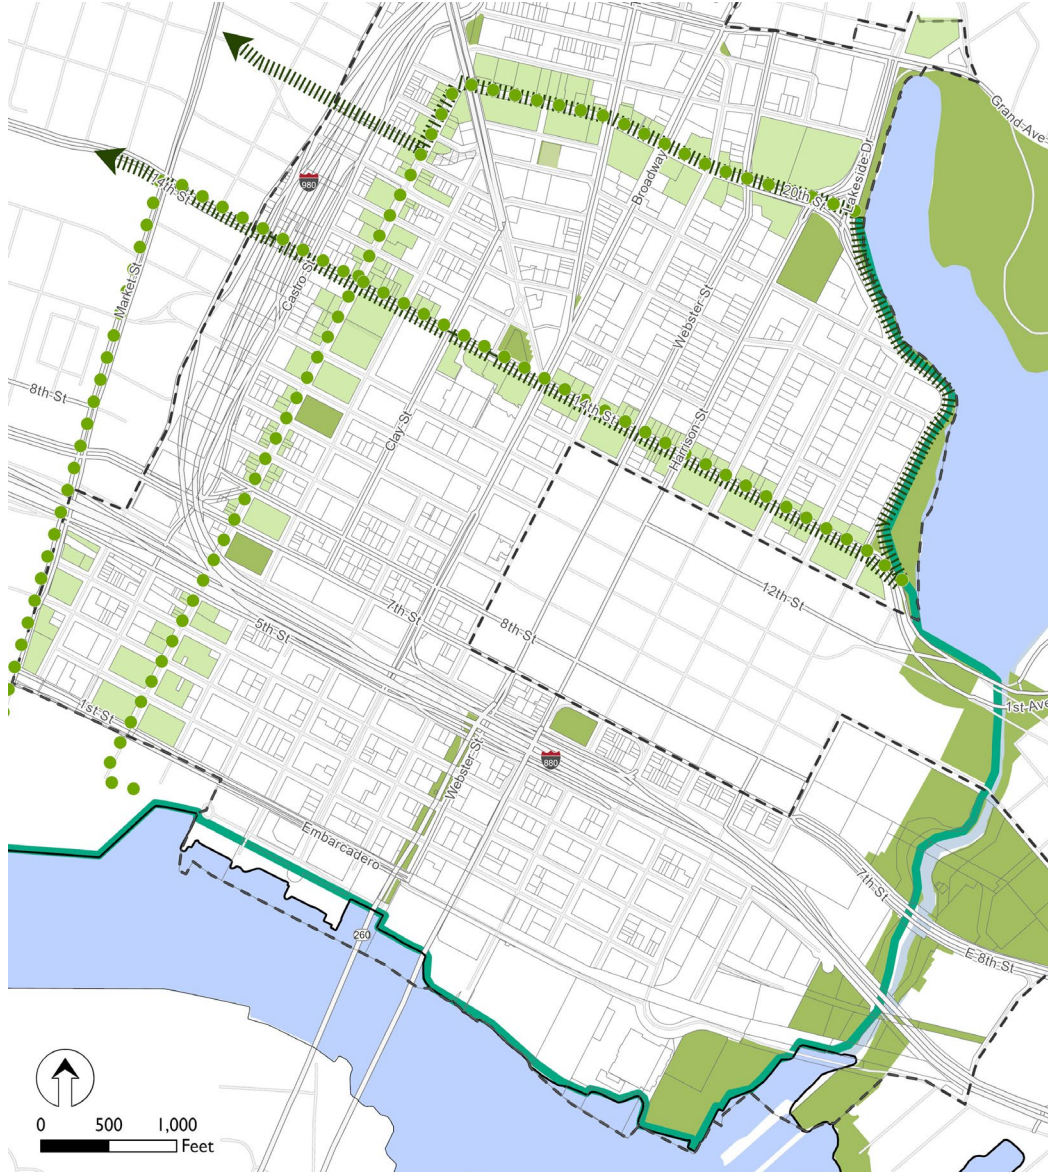 Grand Ave
14th St
980
Broadway
20th St
Lakeside Dr
Market St
Castro St
Webster St
8th St
Clay St
14th St
Harrison St
12th St
7th St
8th St
5th St
1st St
1st Ave
Webster St
880
Embarcadero
7th St
260
E 8th St
0 500 1,000
Feet